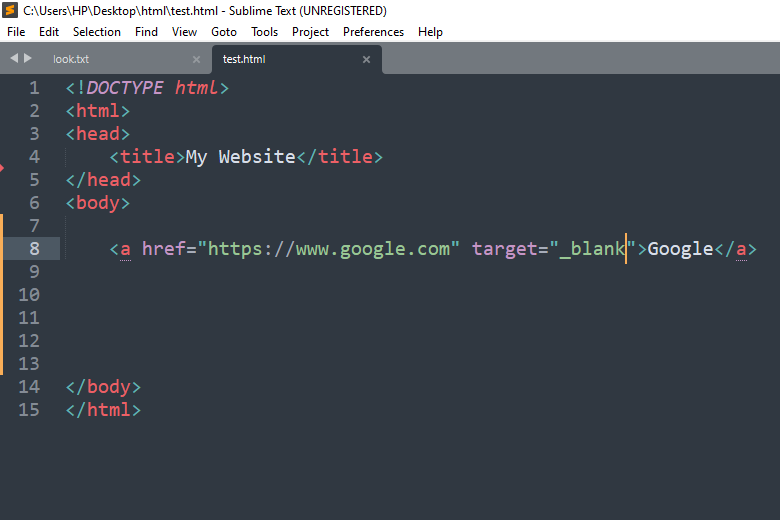 C:\Users\HP\Desktop\html\test.html - Sublime Text (UNREGISTERED)
File Edit Selection Find View Goto Tools Project Preferences Help
look.txt × test.html ×
1 <!DOCTYPE html>
2 <html>
3 <head>
4 <title>My Website</title>
5 </head>
6 <body>
7
8 <a href="https://www.google.com" target="_blank">Google</a>
9
10
11
12
13
14 </body>
15 </html>